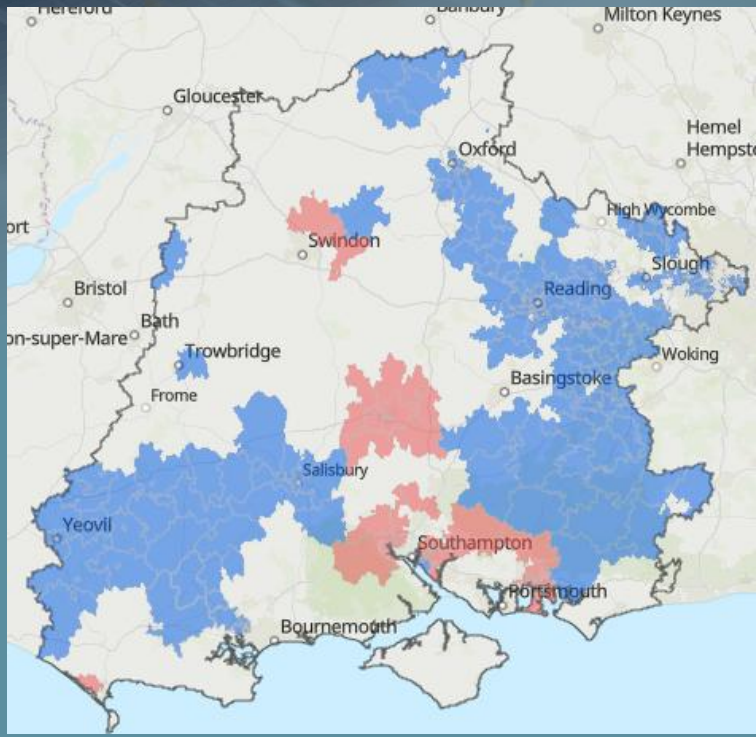 Hereford
Banbury
Milton Keynes
Gloucester
Hemel
Hempst
Oxford
ort
High Wycombe
Swindon
Slough
Bristol
Reading
Bath
on-super-Mare
Trowbridge
Woking
Basingstoke
Frome
Salisbury
Yeovil
Southampton
Portsmouth
Bournemouth